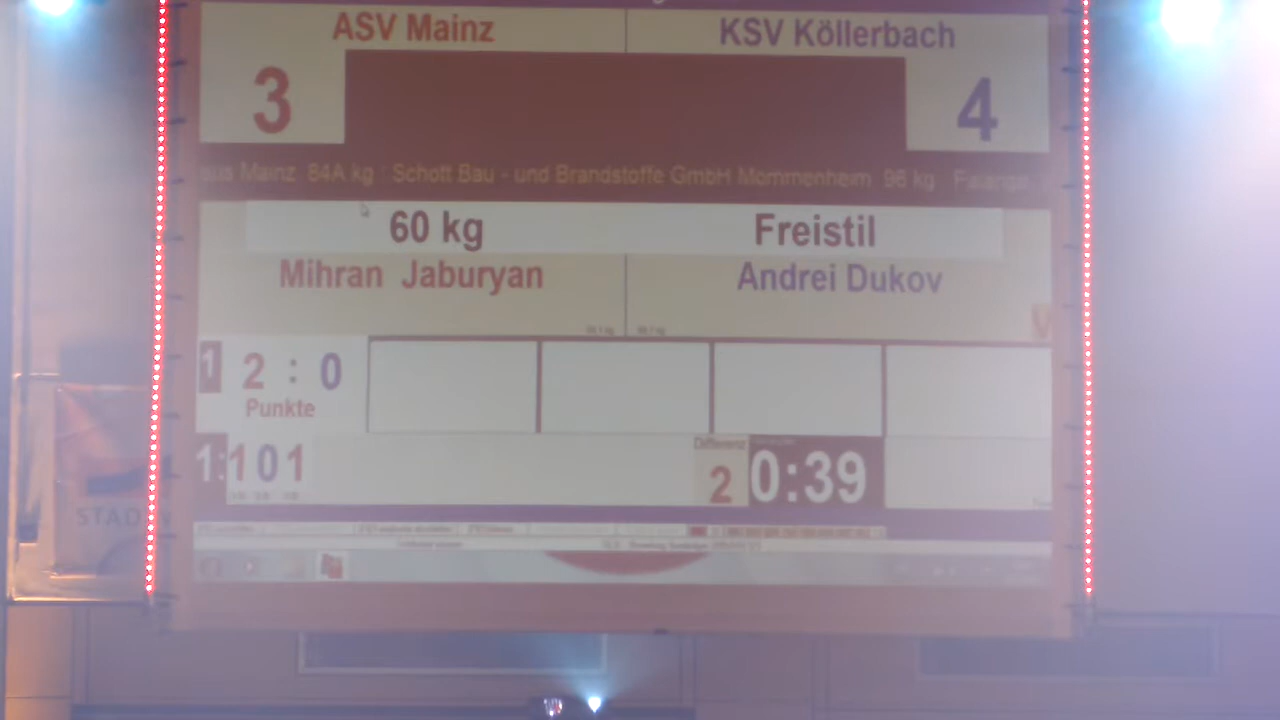 ASV Mainz KSV Köllerbach
3 4
Mainz 84A kg Schott Bau - und Brandstoffe GmbH Mommenheim 96 kg
60 kg Freistil
Mihran Jaburyan Andrei Dukov
1 2 : 0
Punkte
1: 1 0 1 Differenz 2 0:39
STAD